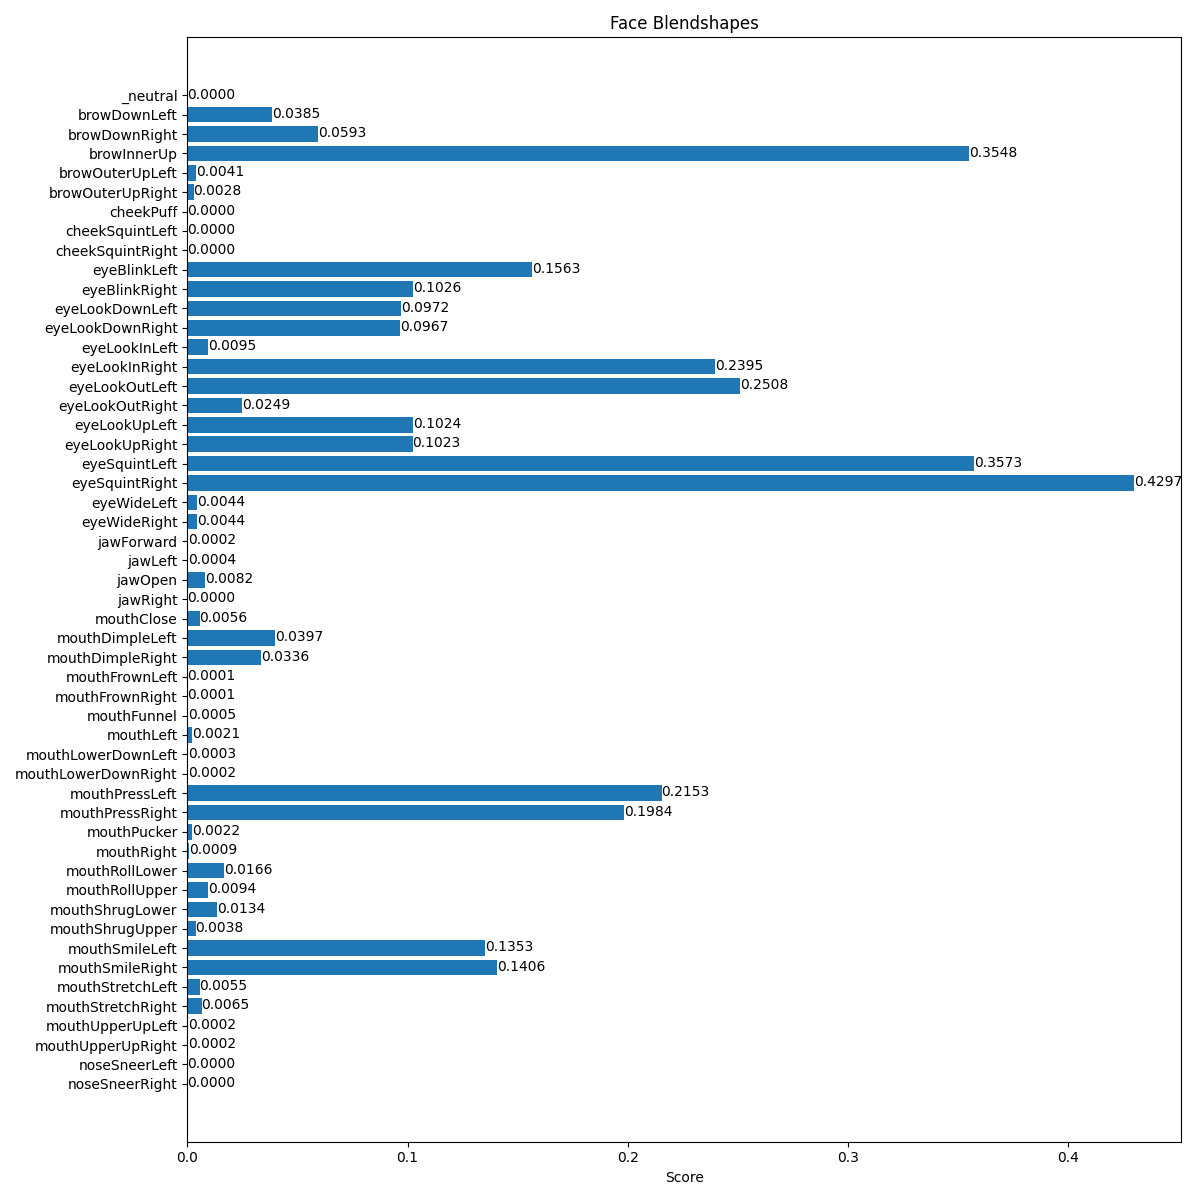 Face Blendshapes
_neutral 0.0000
browDownLeft 0.0385
browDownRight 0.0593
browInnerUp 0.3548
browOuterUpLeft 0.0041
browOuterUpRight 0.0028
cheekPuff 0.0000
cheekSquintLeft 0.0000
cheekSquintRight 0.0000
eyeBlinkLeft 0.1563
eyeBlinkRight 0.1026
eyeLookDownLeft 0.0972
eyeLookDownRight 0.0967
eyeLookInLeft 0.0095
eyeLookInRight 0.2395
eyeLookOutLeft 0.2508
eyeLookOutRight 0.0249
eyeLookUpLeft 0.1024
eyeLookUpRight 0.1023
eyeSquintLeft 0.3573
eyeSquintRight 0.4297
eyeWideLeft 0.0044
eyeWideRight 0.0044
jawForward 0.0002
jawLeft 0.0004
jawOpen 0.0082
jawRight 0.0000
mouthClose 0.0056
mouthDimpleLeft 0.0397
mouthDimpleRight 0.0336
mouthFrownLeft 0.0001
mouthFrownRight 0.0001
mouthFunnel 0.0005
mouthLeft 0.0021
mouthLowerDownLeft 0.0003
mouthLowerDownRight 0.0002
mouthPressLeft 0.2153
mouthPressRight 0.1984
mouthPucker 0.0022
mouthRight 0.0009
mouthRollLower 0.0166
mouthRollUpper 0.0094
mouthShrugLower 0.0134
mouthShrugUpper 0.0038
mouthSmileLeft 0.1353
mouthSmileRight 0.1406
mouthStretchLeft 0.0055
mouthStretchRight 0.0065
mouthUpperUpLeft 0.0002
mouthUpperUpRight 0.0002
noseSneerLeft 0.0000
noseSneerRight 0.0000
0.0 0.1 0.2 0.3 0.4
Score